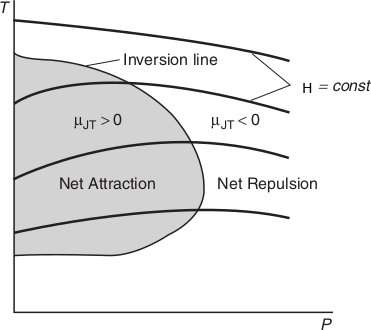 T
Inversion line
H = const
μJT > 0
μJT < 0
Net Attraction
Net Repulsion
P